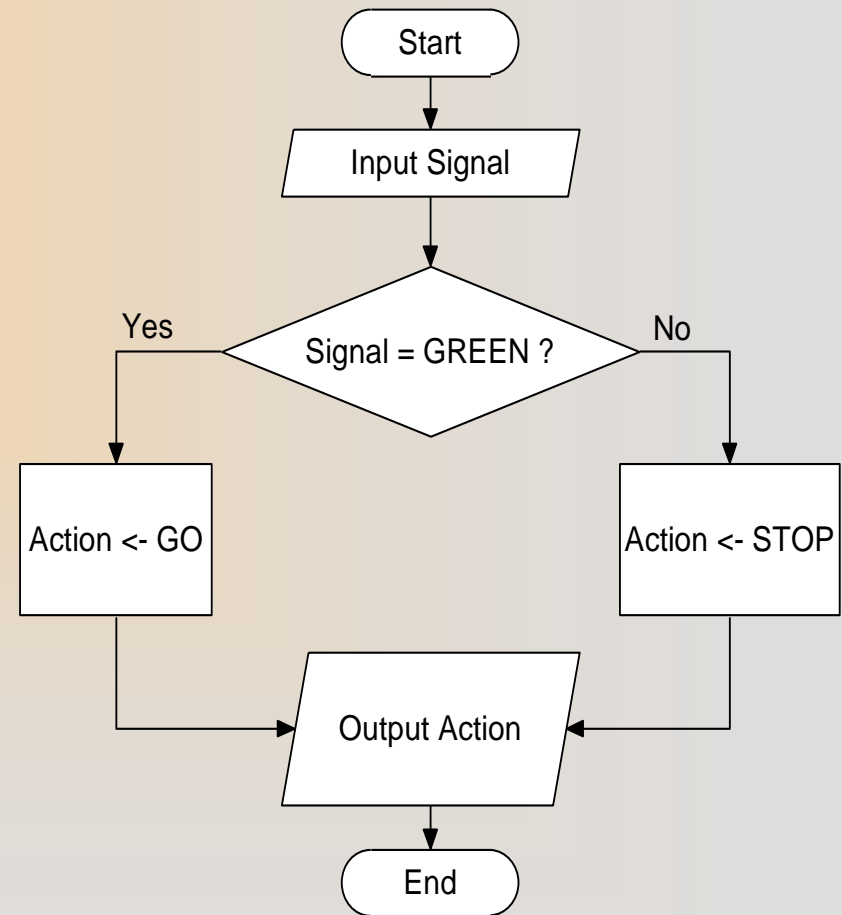 Start
Input Signal
Signal = GREEN ?
Yes
No
Action <- GO
Action <- STOP
Output Action
End